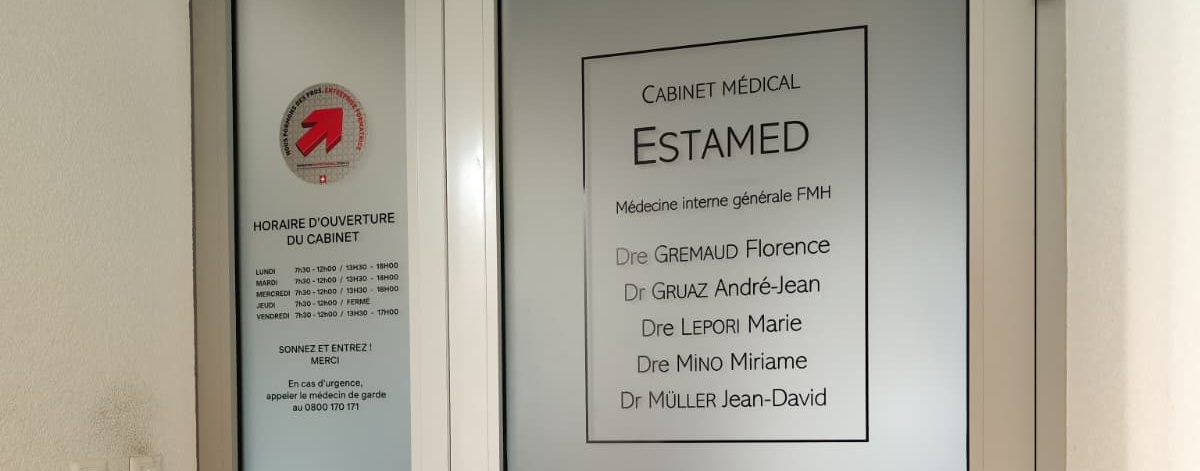 NOUS FORMONS DES PROS. ENTREPRISE FORMATRICE
HORAIRE D'OUVERTURE
DU CABINET
LUNDI 7h30 - 12h00 / 13H30 - 18H00
MARDI 7h30 - 12h00 / 13H30 - 18H00
MERCREDI 7h30 - 12h00 / 13H30 - 18H00
JEUDI 7h30 - 12h00 / FERMÉ
VENDREDI 7h30 - 12h00 / 13H30 - 17H00
SONNEZ ET ENTREZ !
MERCI
En cas d'urgence,
appeler le médecin de garde
au 0800 170 171
CABINET MÉDICAL
ESTAMED
Médecine interne générale FMH
Dre GREMAUD Florence
Dr GRUAZ André-Jean
Dre LEPORI Marie
Dre MINO Miriame
Dr MÜLLER Jean-David